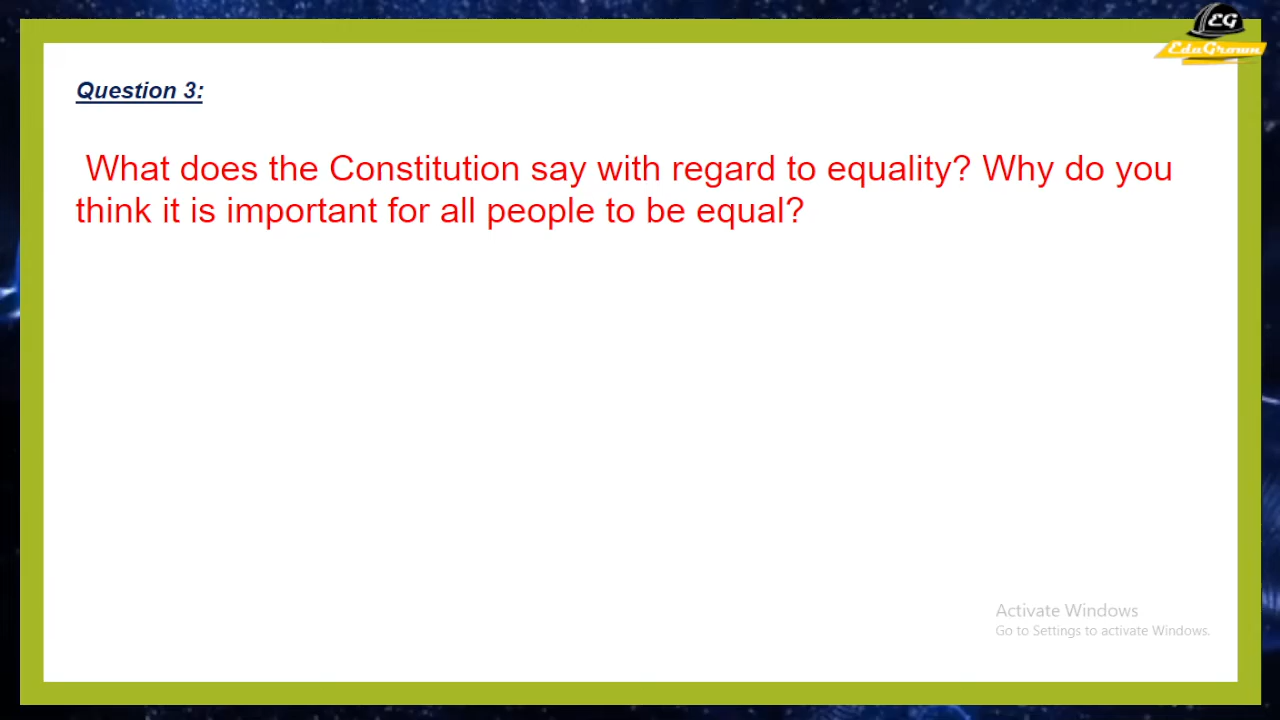 EG
EduGrown
Question 3:
What does the Constitution say with regard to equality? Why do you
think it is important for all people to be equal?
Activate Windows
Go to Settings to activate Windows.